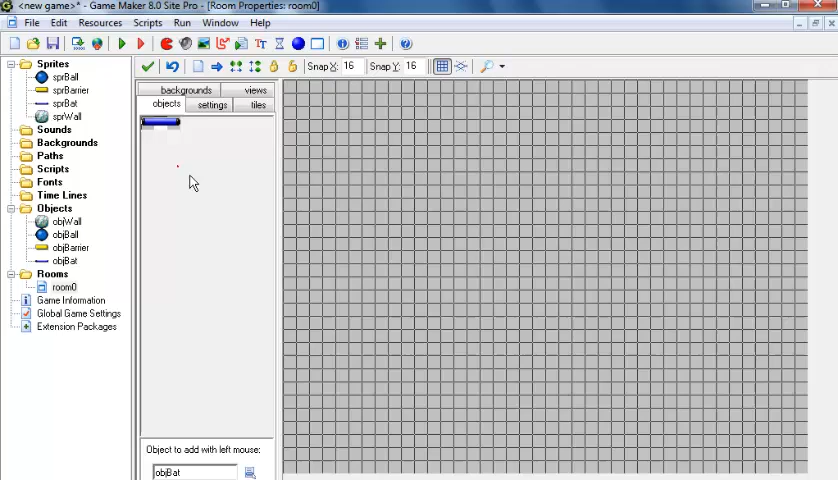 <new game>* - Game Maker 8.0 Site Pro - [Room Properties: room0]
File Edit Resources Scripts Run Window Help
Snap X: 16 Snap Y: 16
Sprites
sprBall
sprBarrier
sprBat
sprWall
Sounds
Backgrounds
Paths
Scripts
Fonts
Time Lines
Objects
objWall
objBall
objBarrier
objBat
Rooms
room0
Game Information
Global Game Settings
Extension Packages
backgrounds views
objects settings tiles
Object to add with left mouse:
objBat